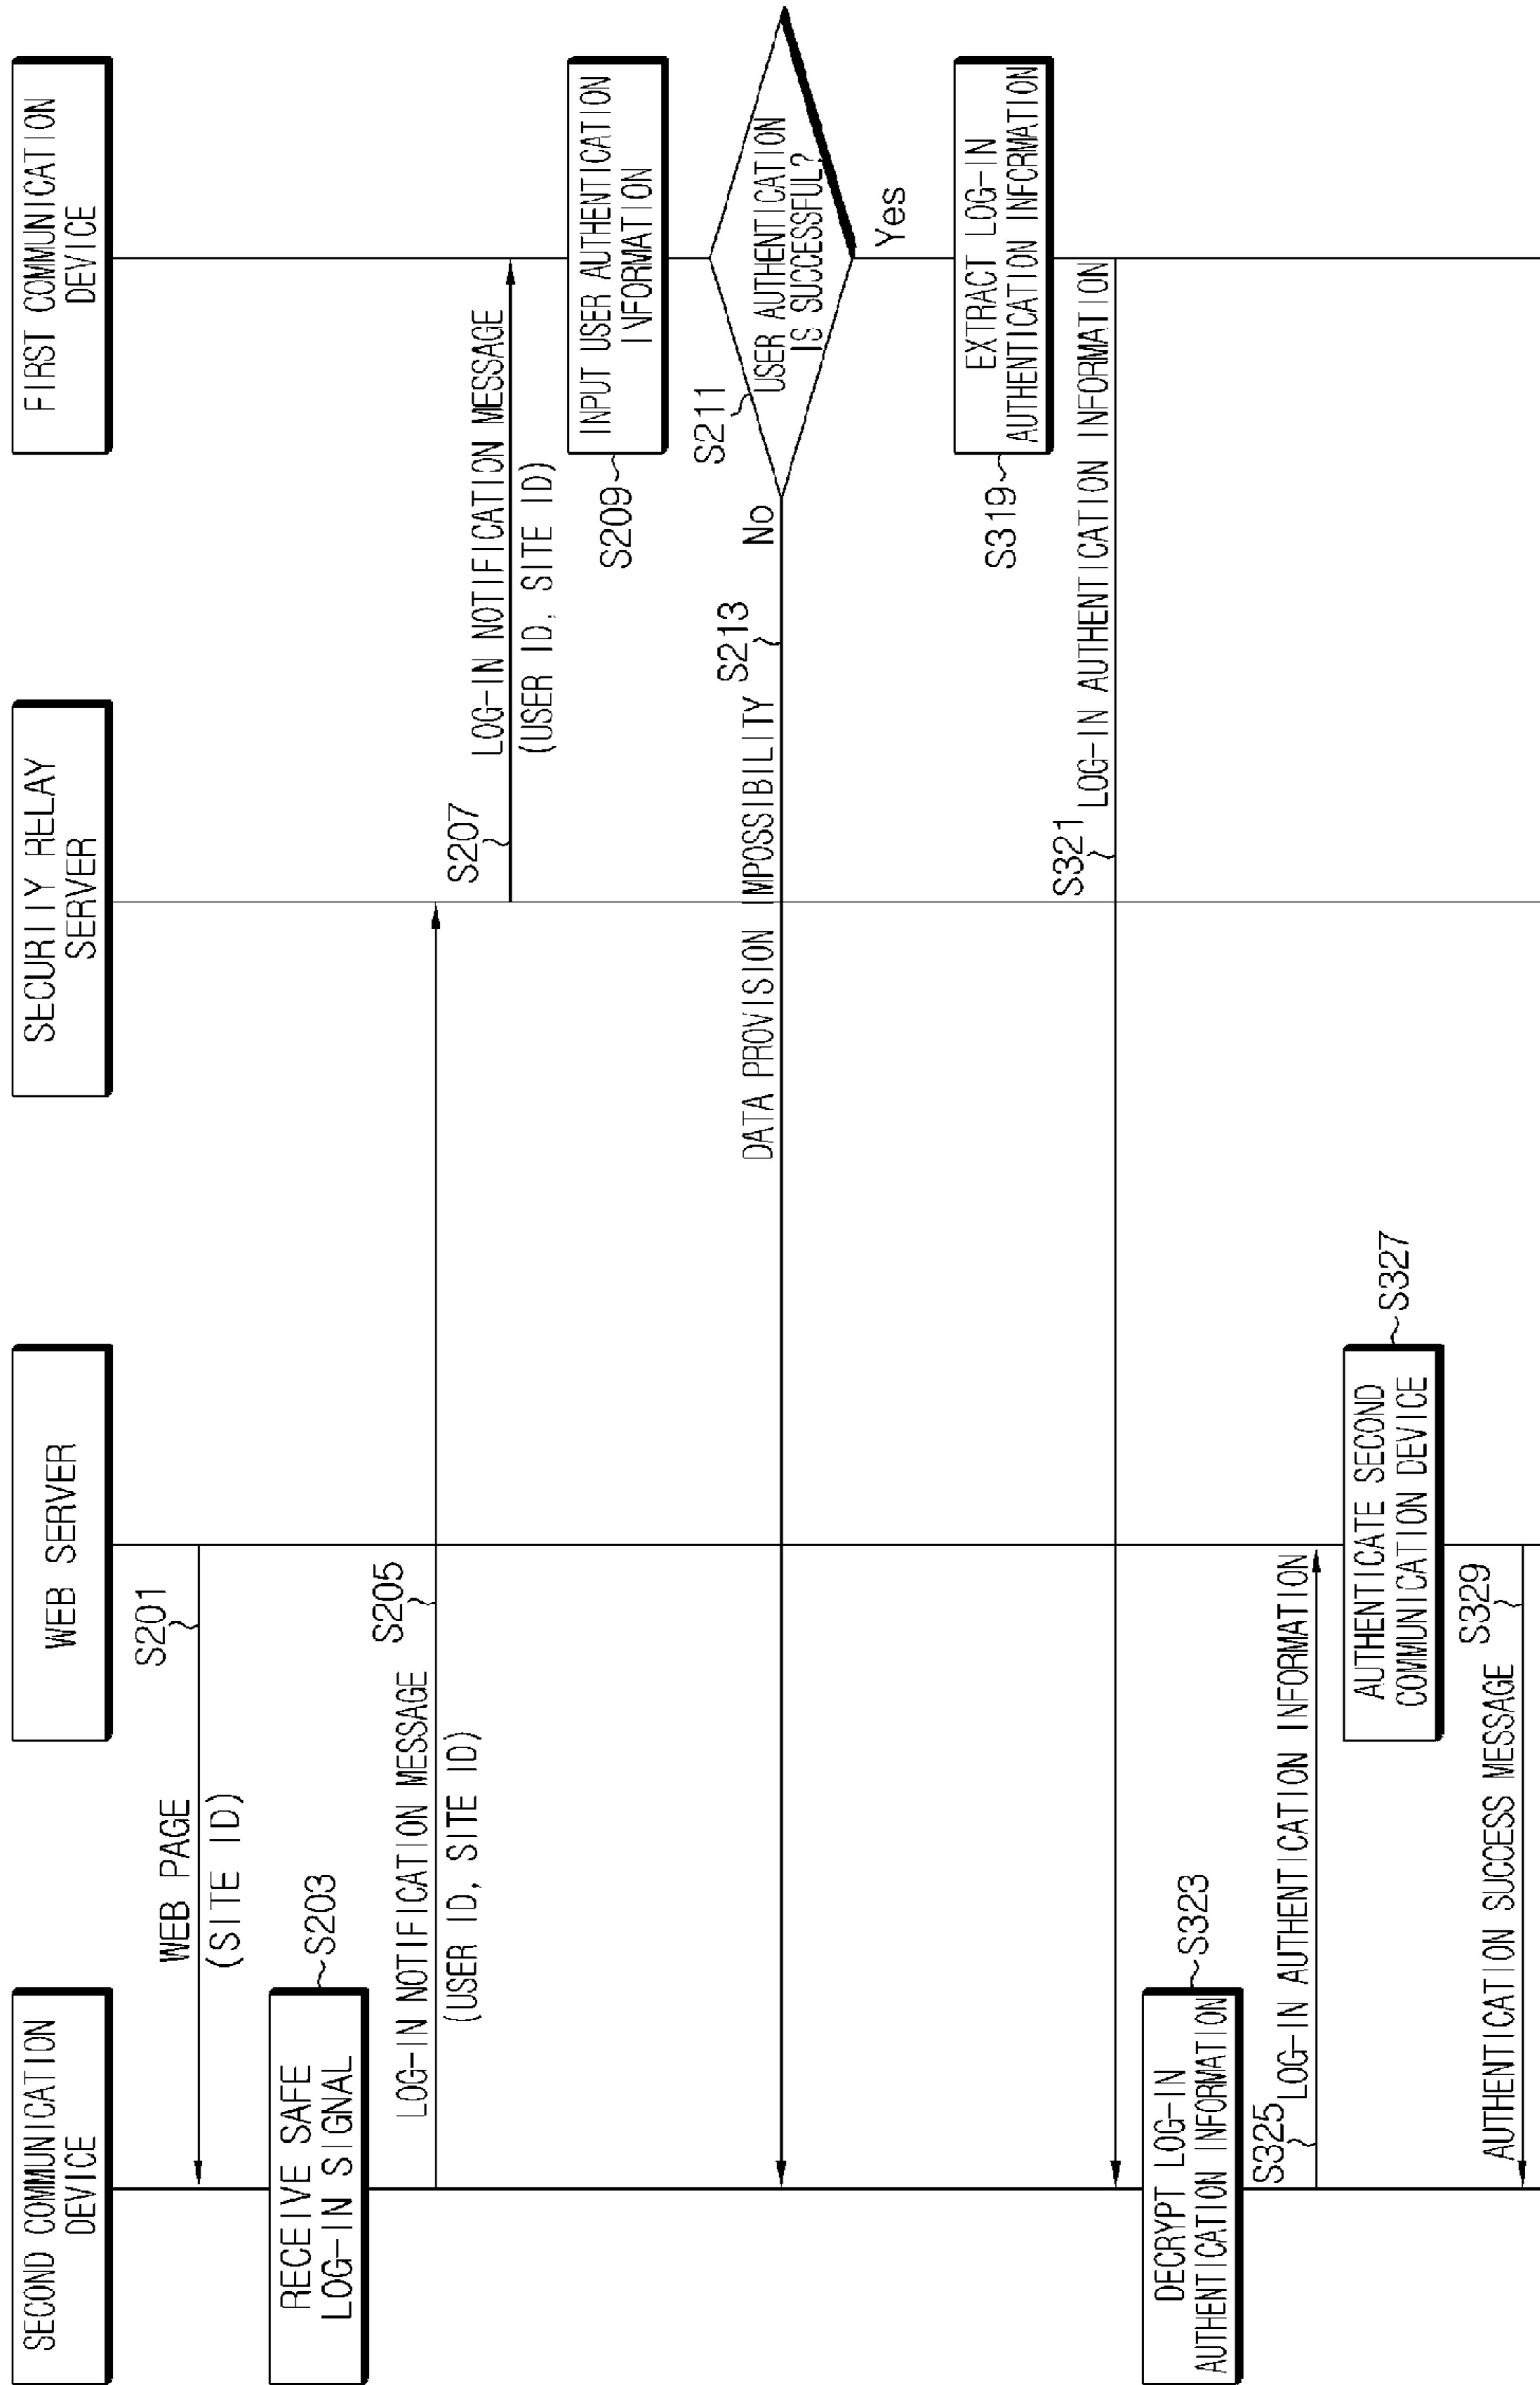 SECOND COMMUNICATION
DEVICE
WEB SERVER
SECURITY RELAY
SERVER
FIRST COMMUNICATION
DEVICE
S201
WEB PAGE
(SITE ID)
RECEIVE SAFE
LOG-IN SIGNAL
S203
LOG-IN NOTIFICATION MESSAGE
(USER ID, SITE ID)
S205
S207
LOG-IN NOTIFICATION MESSAGE
(USER ID, SITE ID)
S209
INPUT USER AUTHENTICATION
INFORMATION
S211
USER AUTHENTICATION
IS SUCCESSFUL?
No
DATA PROVISION IMPOSSIBILITY
S213
Yes
S319
EXTRACT LOG-IN
AUTHENTICATION INFORMATION
S321
LOG-IN AUTHENTICATION INFORMATION
DECRYPT LOG-IN
AUTHENTICATION INFORMATION
S323
S325
LOG-IN AUTHENTICATION INFORMATION
AUTHENTICATE SECOND
COMMUNICATION DEVICE
S327
AUTHENTICATION SUCCESS MESSAGE
S329